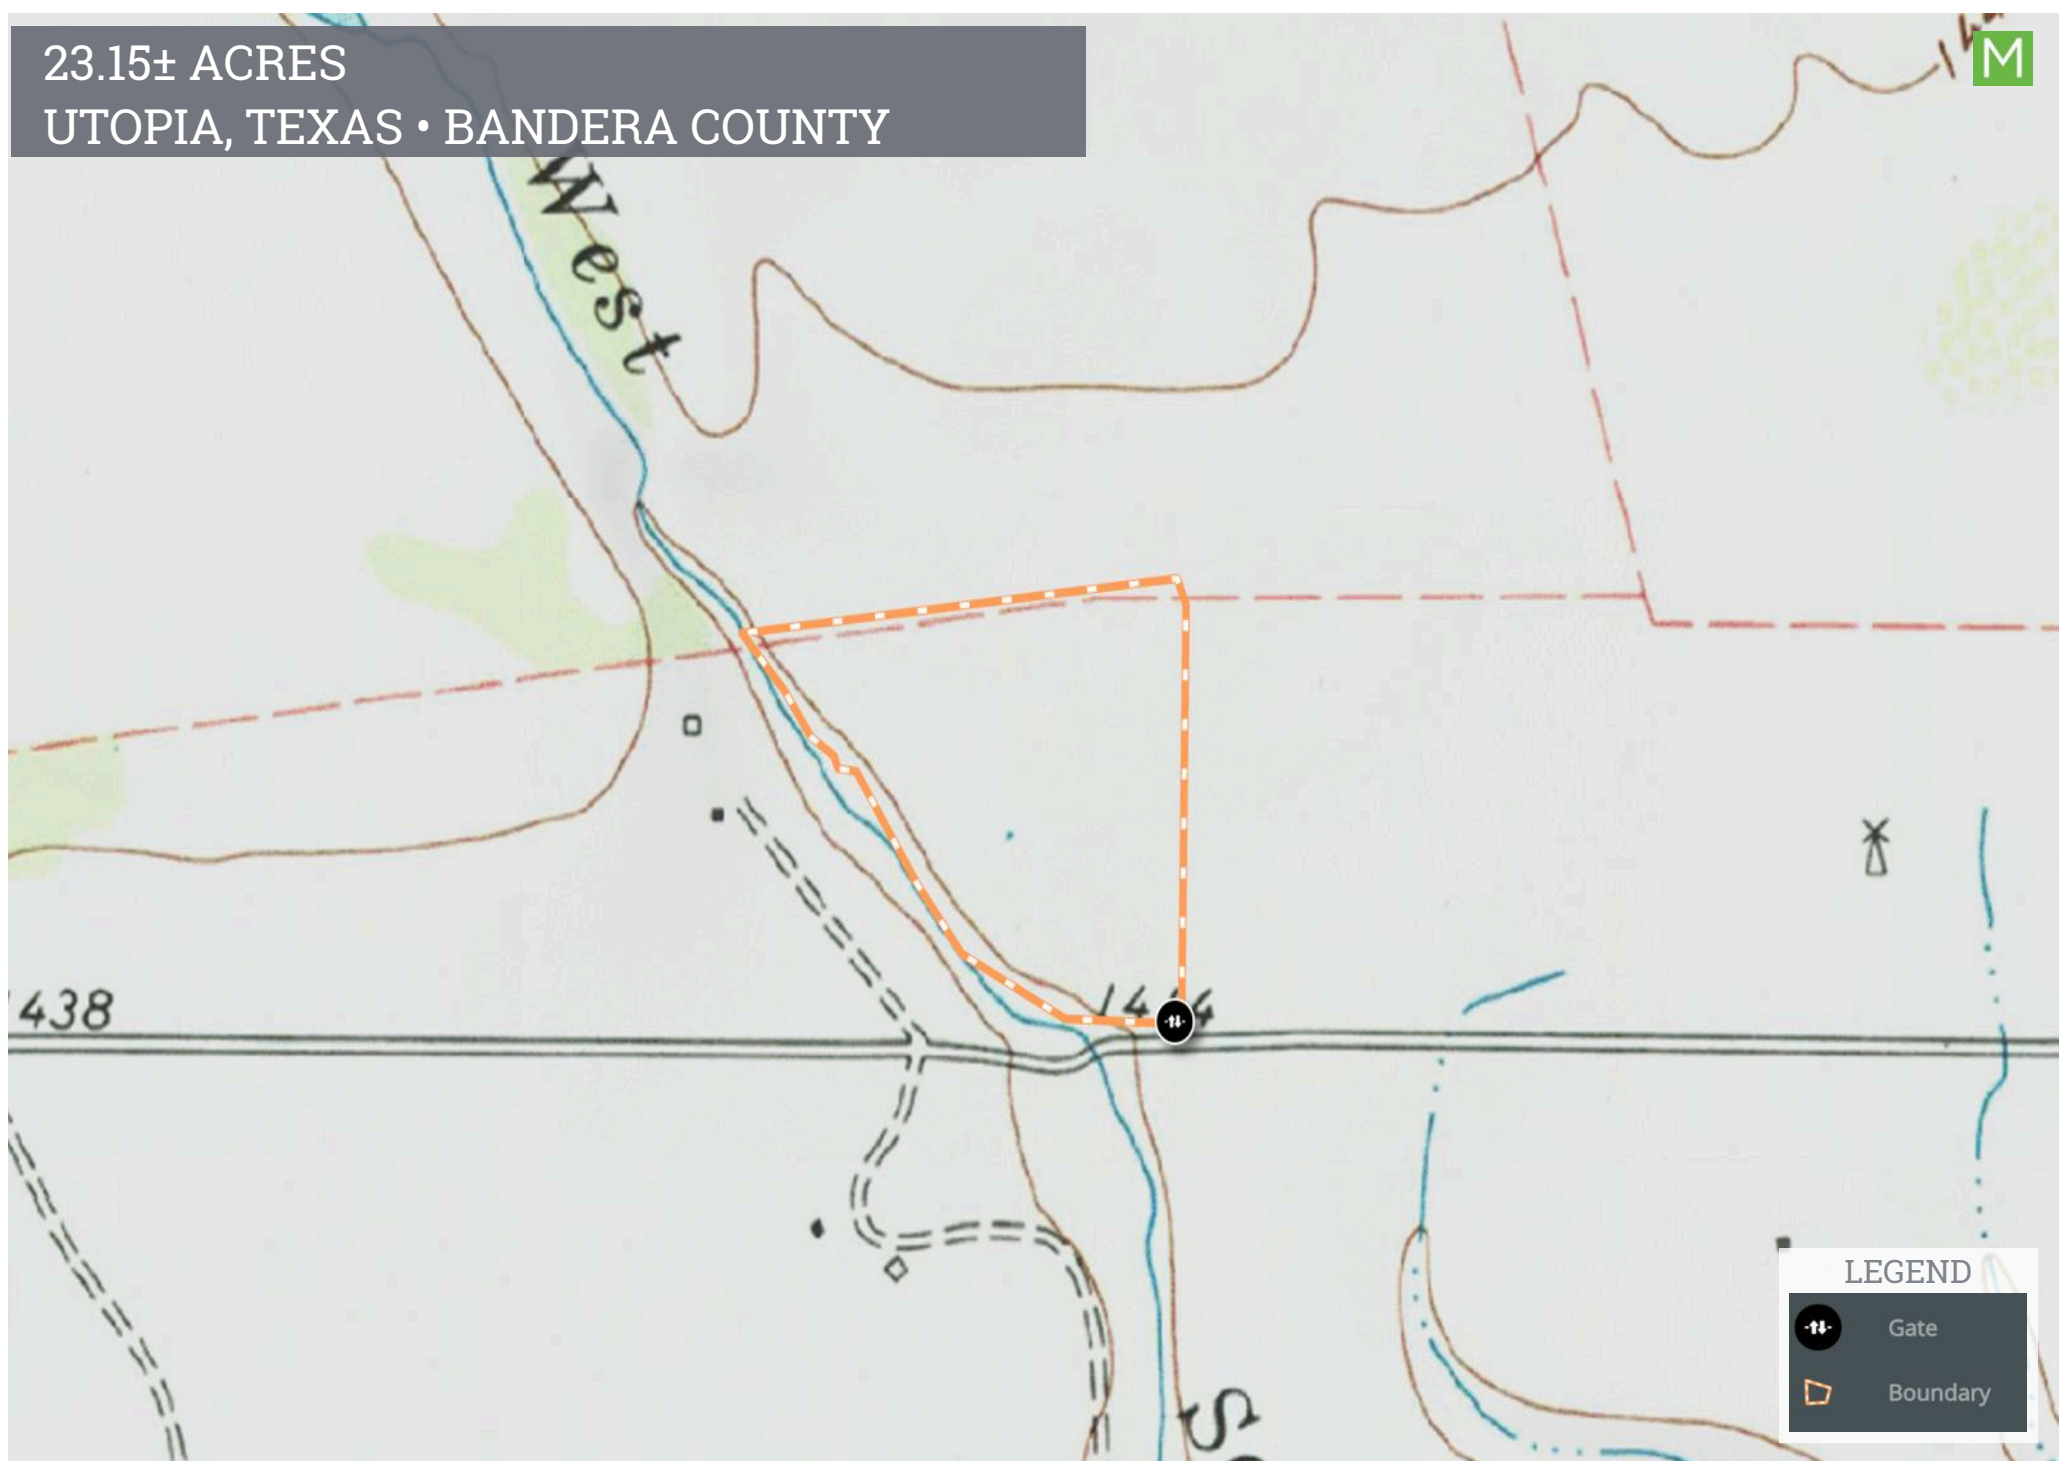 23.15± ACRES
UTOPIA, TEXAS • BANDERA COUNTY
M
West
438
LEGEND
Gate
Boundary